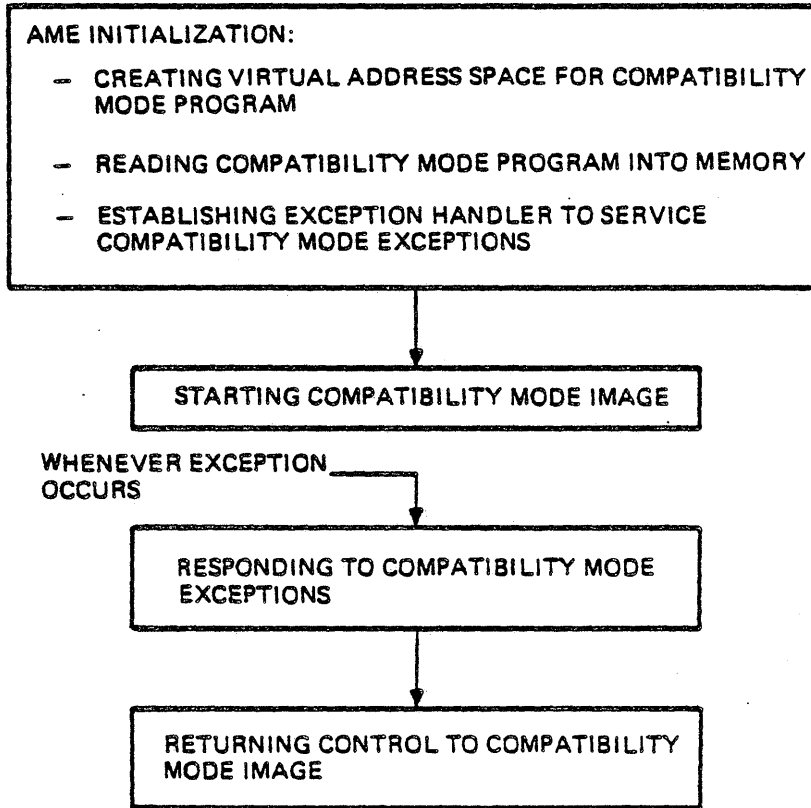 AME INITIALIZATION:
– CREATING VIRTUAL ADDRESS SPACE FOR COMPATIBILITY
MODE PROGRAM
– READING COMPATIBILITY MODE PROGRAM INTO MEMORY
– ESTABLISHING EXCEPTION HANDLER TO SERVICE
COMPATIBILITY MODE EXCEPTIONS
STARTING COMPATIBILITY MODE IMAGE
WHENEVER EXCEPTION
OCCURS
RESPONDING TO COMPATIBILITY MODE
EXCEPTIONS
RETURNING CONTROL TO COMPATIBILITY
MODE IMAGE